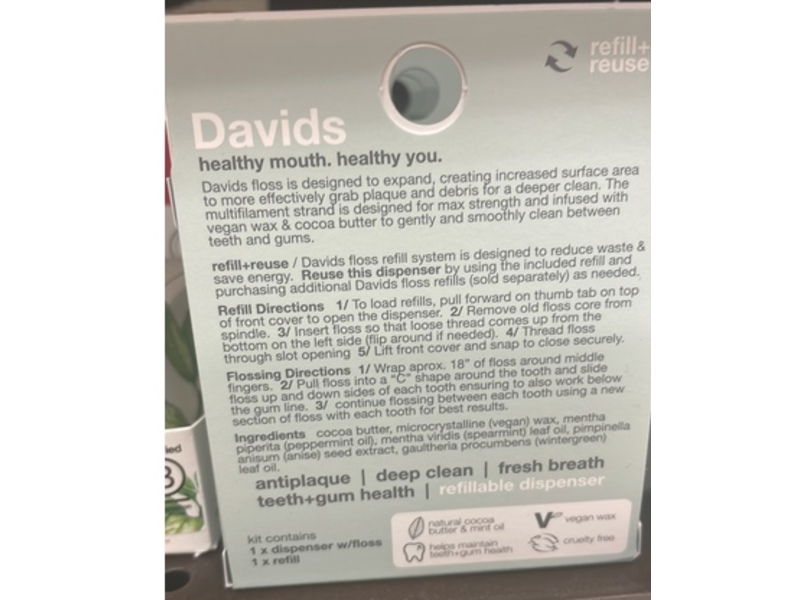 refill+
reuse
Davids
healthy mouth. healthy you.
Davids floss is designed to expand, creating increased surface area
to more effectively grab plaque and debris for a deeper clean. The
multifilament strand is designed for max strength and infused with
vegan wax & cocoa butter to gently and smoothly clean between
teeth and gums.
refill+reuse / Davids floss refill system is designed to reduce waste &
save energy. Reuse this dispenser by using the included refill and
purchasing additional Davids floss refills (sold separately) as needed.
Refill Directions 1/ To load refills, pull forward on thumb tab on top
of front cover to open the dispenser. 2/ Remove old floss core from
spindle. 3/ Insert floss so that loose thread comes up from the
bottom on the left side (flip around if needed). 4/ Thread floss
through slot opening 5/ Lift front cover and snap to close securely.
Flossing Directions 1/ Wrap aprox. 18" of floss around middle
fingers. 2/ Pull floss into a "C" shape around the tooth and slide
floss up and down sides of each tooth ensuring to also work below
the gum line. 3/ continue flossing between each tooth using a new
section of floss with each tooth for best results.
Ingredients cocoa butter, microcrystalline (vegan) wax, mentha
piperita (peppermint oil), mentha viridis (spearmint) leaf oil, pimpinella
anisum (anise) seed extract, gaultheria procumbens (wintergreen)
leaf oil.
antiplaque | deep clean | fresh breath
teeth+gum health | refillable dispenser
kit contains
1 x dispenser w/floss
1 x refill
natural cocoa
butter & mint oil
vegan wax
helps maintain
teeth+gum health
cruelty free